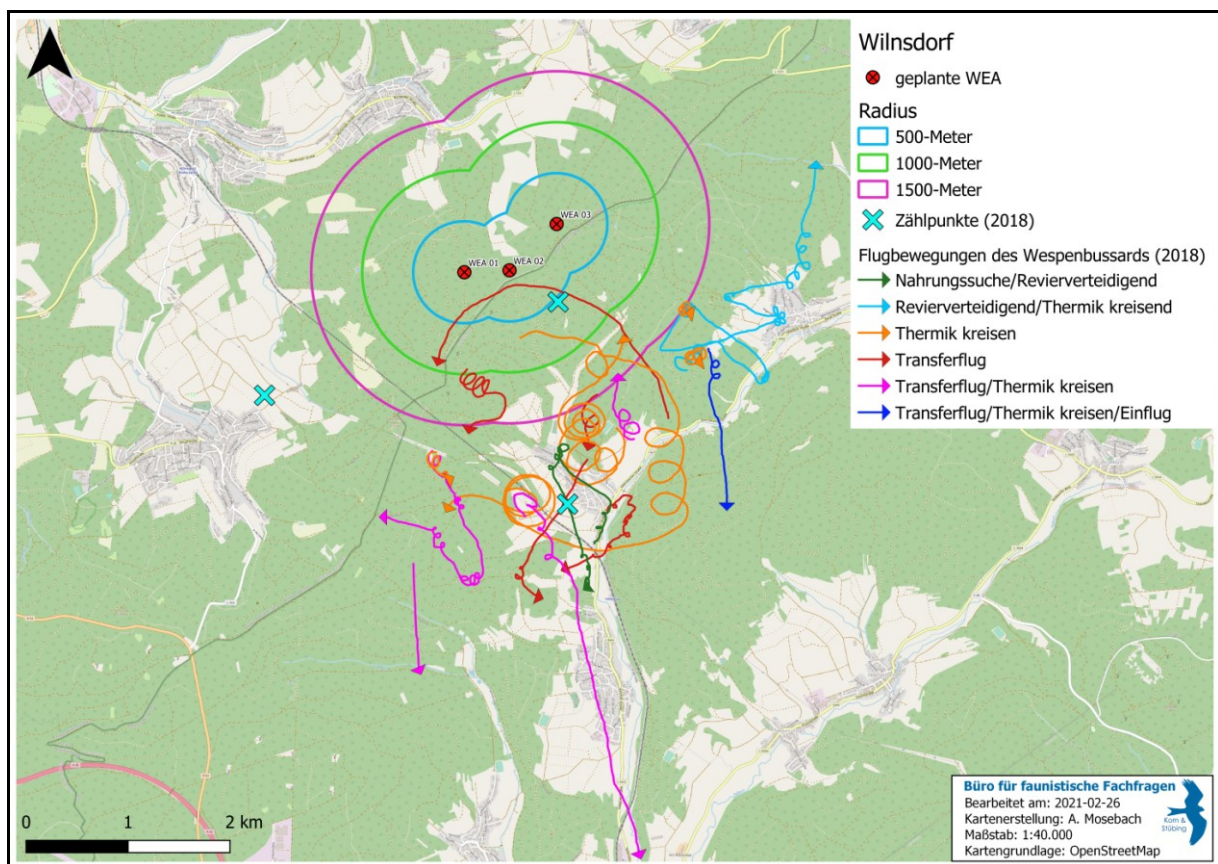 Wilnsdorf
geplante WEA
Radius
500-Meter
1000-Meter
1500-Meter
Zählpunkte (2018)
Flugbewegungen des Wespenbussards (2018)
Nahrungssuche/Revierverteidigend
Revierverteidigend/Thermik kreisend
Thermik kreisen
Transferflug
Transferflug/Thermik kreisen
Transferflug/Thermik kreisen/Einflug
WEA 03
WEA 01
WEA 02
0 1 2 km
Büro für faunistische Fachfragen
Bearbeitet am: 2021-02-26
Kartenerstellung: A. Mosebach
Maßstab: 1:40.000
Kartengrundlage: OpenStreetMap
Korn &
Stübing